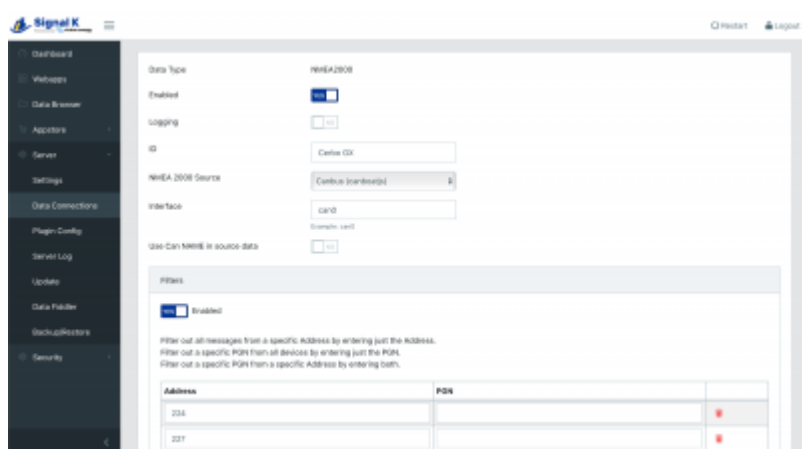 Signal K
Restart
Logout
Dashboard
Webapps
Data Browser
Appstore
Server
Settings
Data Connections
Plugin Config
Server Log
Update
Data Fiddler
Backup/Restore
Security
Data Type NMEA2000
Enabled YES
Logging NO
ID Cerbo GX
NMEA 2000 Source Canbus (canboatjs)
Interface can0
Example: can0
Use Can NAME in source data NO
Filters
YES Enabled
Filter out all messages from a specific Address by entering just the Address.
Filter out a specific PGN from all devices by entering just the PGN.
Filter out a specific PGN from a specific Address by entering both.
Address PGN
224
227